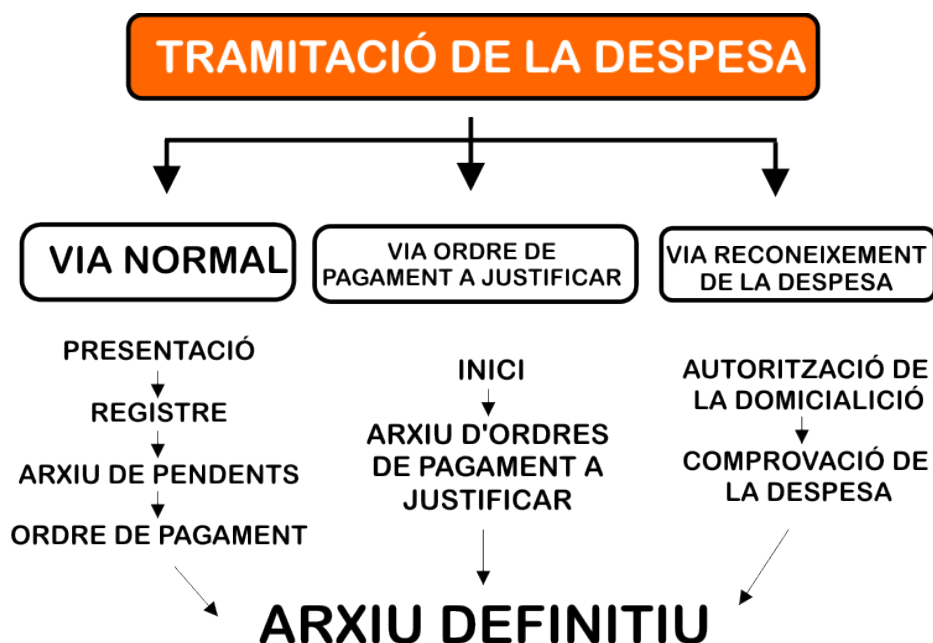 TRAMITACIÓ DE LA DESPESA
VIA NORMAL
VIA ORDRE DE
PAGAMENT A JUSTIFICAR
VIA RECONEIXEMENT
DE LA DESPESA
PRESENTACIÓ
REGISTRE
ARXIU DE PENDENTS
ORDRE DE PAGAMENT
INICI
ARXIU D'ORDRES
DE PAGAMENT A
JUSTIFICAR
AUTORITZACIÓ DE
LA DOMICIALICIÓ
COMPROVACIÓ DE
LA DESPESA
ARXIU DEFINITIU